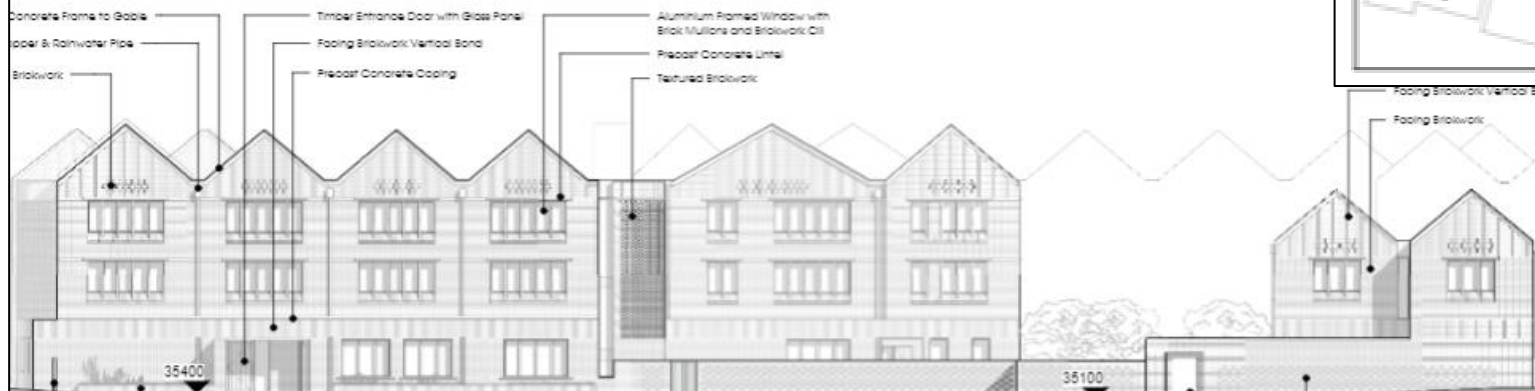 Concrete Frame to Gable
Timber Entrance Door with Glass Panel
Aluminium Framed Window with
Brick Mullions and Brickwork Cill
opper & Rainwater Pipe
Facing Brickwork Vertical Bond
Precast Concrete Lintel
Brickwork
Precast Concrete Coping
Textured Brickwork
Facing Brickwork Vertical B
Facing Brickwork
35400
35100